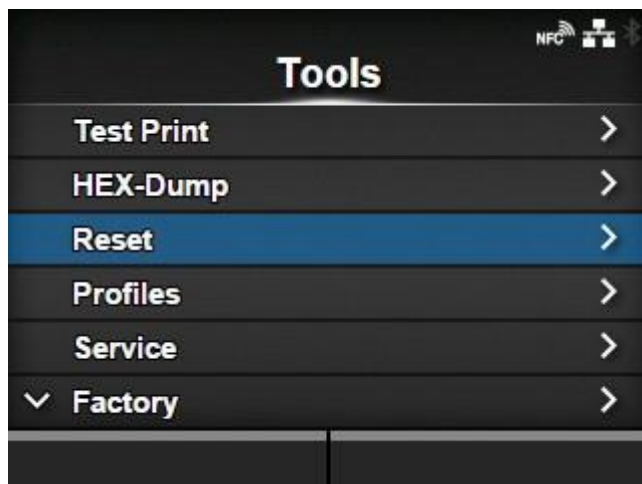 NFC
Tools
Test Print
HEX-Dump
Reset
Profiles
Service
Factory